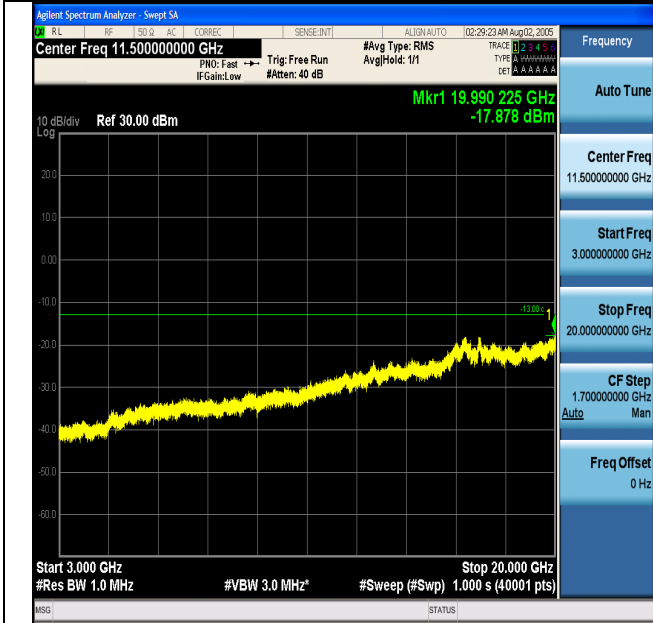 Agilent Spectrum Analyzer - Swept SA
RL RF 50 Ω AC CORREC SENSE:INT ALIGN AUTO 02:29:23 AM Aug 02, 2005
Center Freq 11.500000000 GHz
#Avg Type: RMS
TRACE 1 2 3 4 5 6
PNO: Fast Trig: Free Run Avg|Hold: 1/1
TYPE A WWWWW
IFGain:Low #Atten: 40 dB
DET A A A A A A
Mkr1 19.990 225 GHz
-17.878 dBm
10 dB/div Ref 30.00 dBm
Log
20.0
10.0
0.00
-10.0
-13.00
1
-20.0
-30.0
-40.0
-50.0
-60.0
Start 3.000 GHz Stop 20.000 GHz
#Res BW 1.0 MHz #VBW 3.0 MHz* #Sweep (#Swp) 1.000 s (40001 pts)
MSG STATUS
Frequency
Auto Tune
Center Freq
11.500000000 GHz
Start Freq
3.000000000 GHz
Stop Freq
20.000000000 GHz
CF Step
1.700000000 GHz
Auto Man
Freq Offset
0 Hz